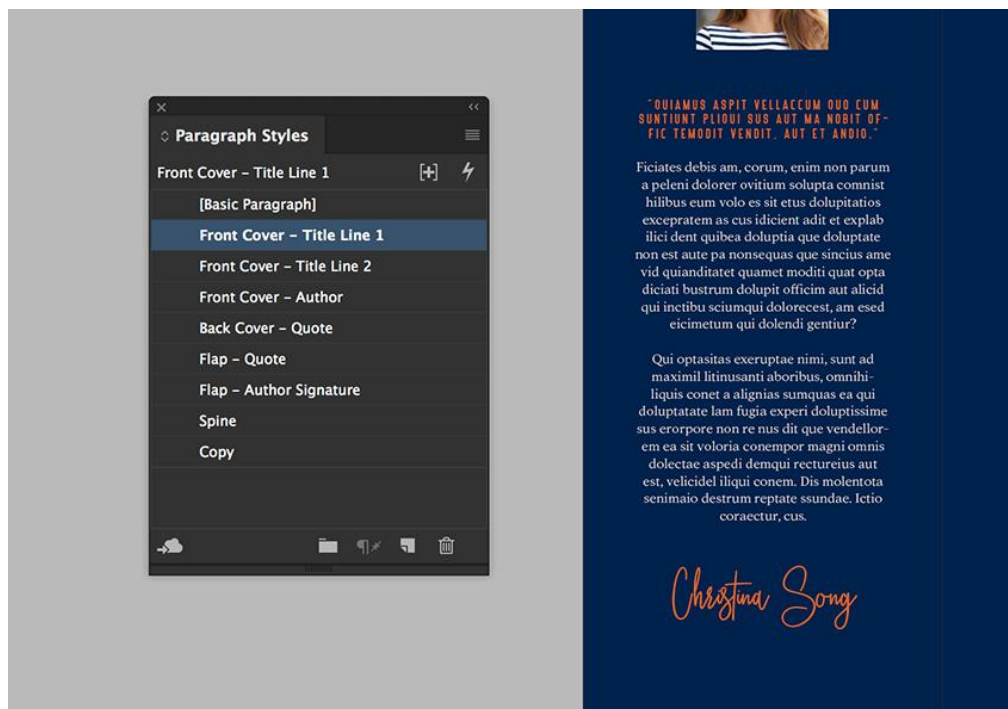 Paragraph Styles
Front Cover – Title Line 1
[Basic Paragraph]
Front Cover – Title Line 1
Front Cover – Title Line 2
Front Cover – Author
Back Cover – Quote
Flap – Quote
Flap – Author Signature
Spine
Copy
"QUIAMUS ASPIT VELLACCUM QUO CUM
SUNTIUNT PLIQUI SUS AUT MA NOBIT OF-
FIC TEMODIT VENDIT, AUT ET ANDIO."
Ficiates debis am, corum, enim non parum
a peleni dolorer ovitium solupta comnist
hilibus eum volo es sit etus dolupitatios
excepratem as cus idicient adit et explab
ilici dent quibea doluptia que doluptate
non est aute pa nonsequas que sincius ame
vid quianditatet quamet moditi quat opta
diciati bustrum dolupit officim aut alicid
qui inctibu sciumqui dolorecest, am esed
eicimetum qui dolendi gentiur?
Qui optasitas exeruptae nimi, sunt ad
maximil litinusanti aboribus, omnihi-
liquis conet a alignias sumquas ea qui
doluptatate lam fugia experi doluptissime
sus erorpore non re nus dit que vendellor-
em ea sit voloria conempor magni omnis
dolectae aspedi demqui rectureius aut
est, velicidel iliqui conem. Dis molentota
senimaio destrum reptate ssundae. Ictio
coraectur, cus.
Christina Song